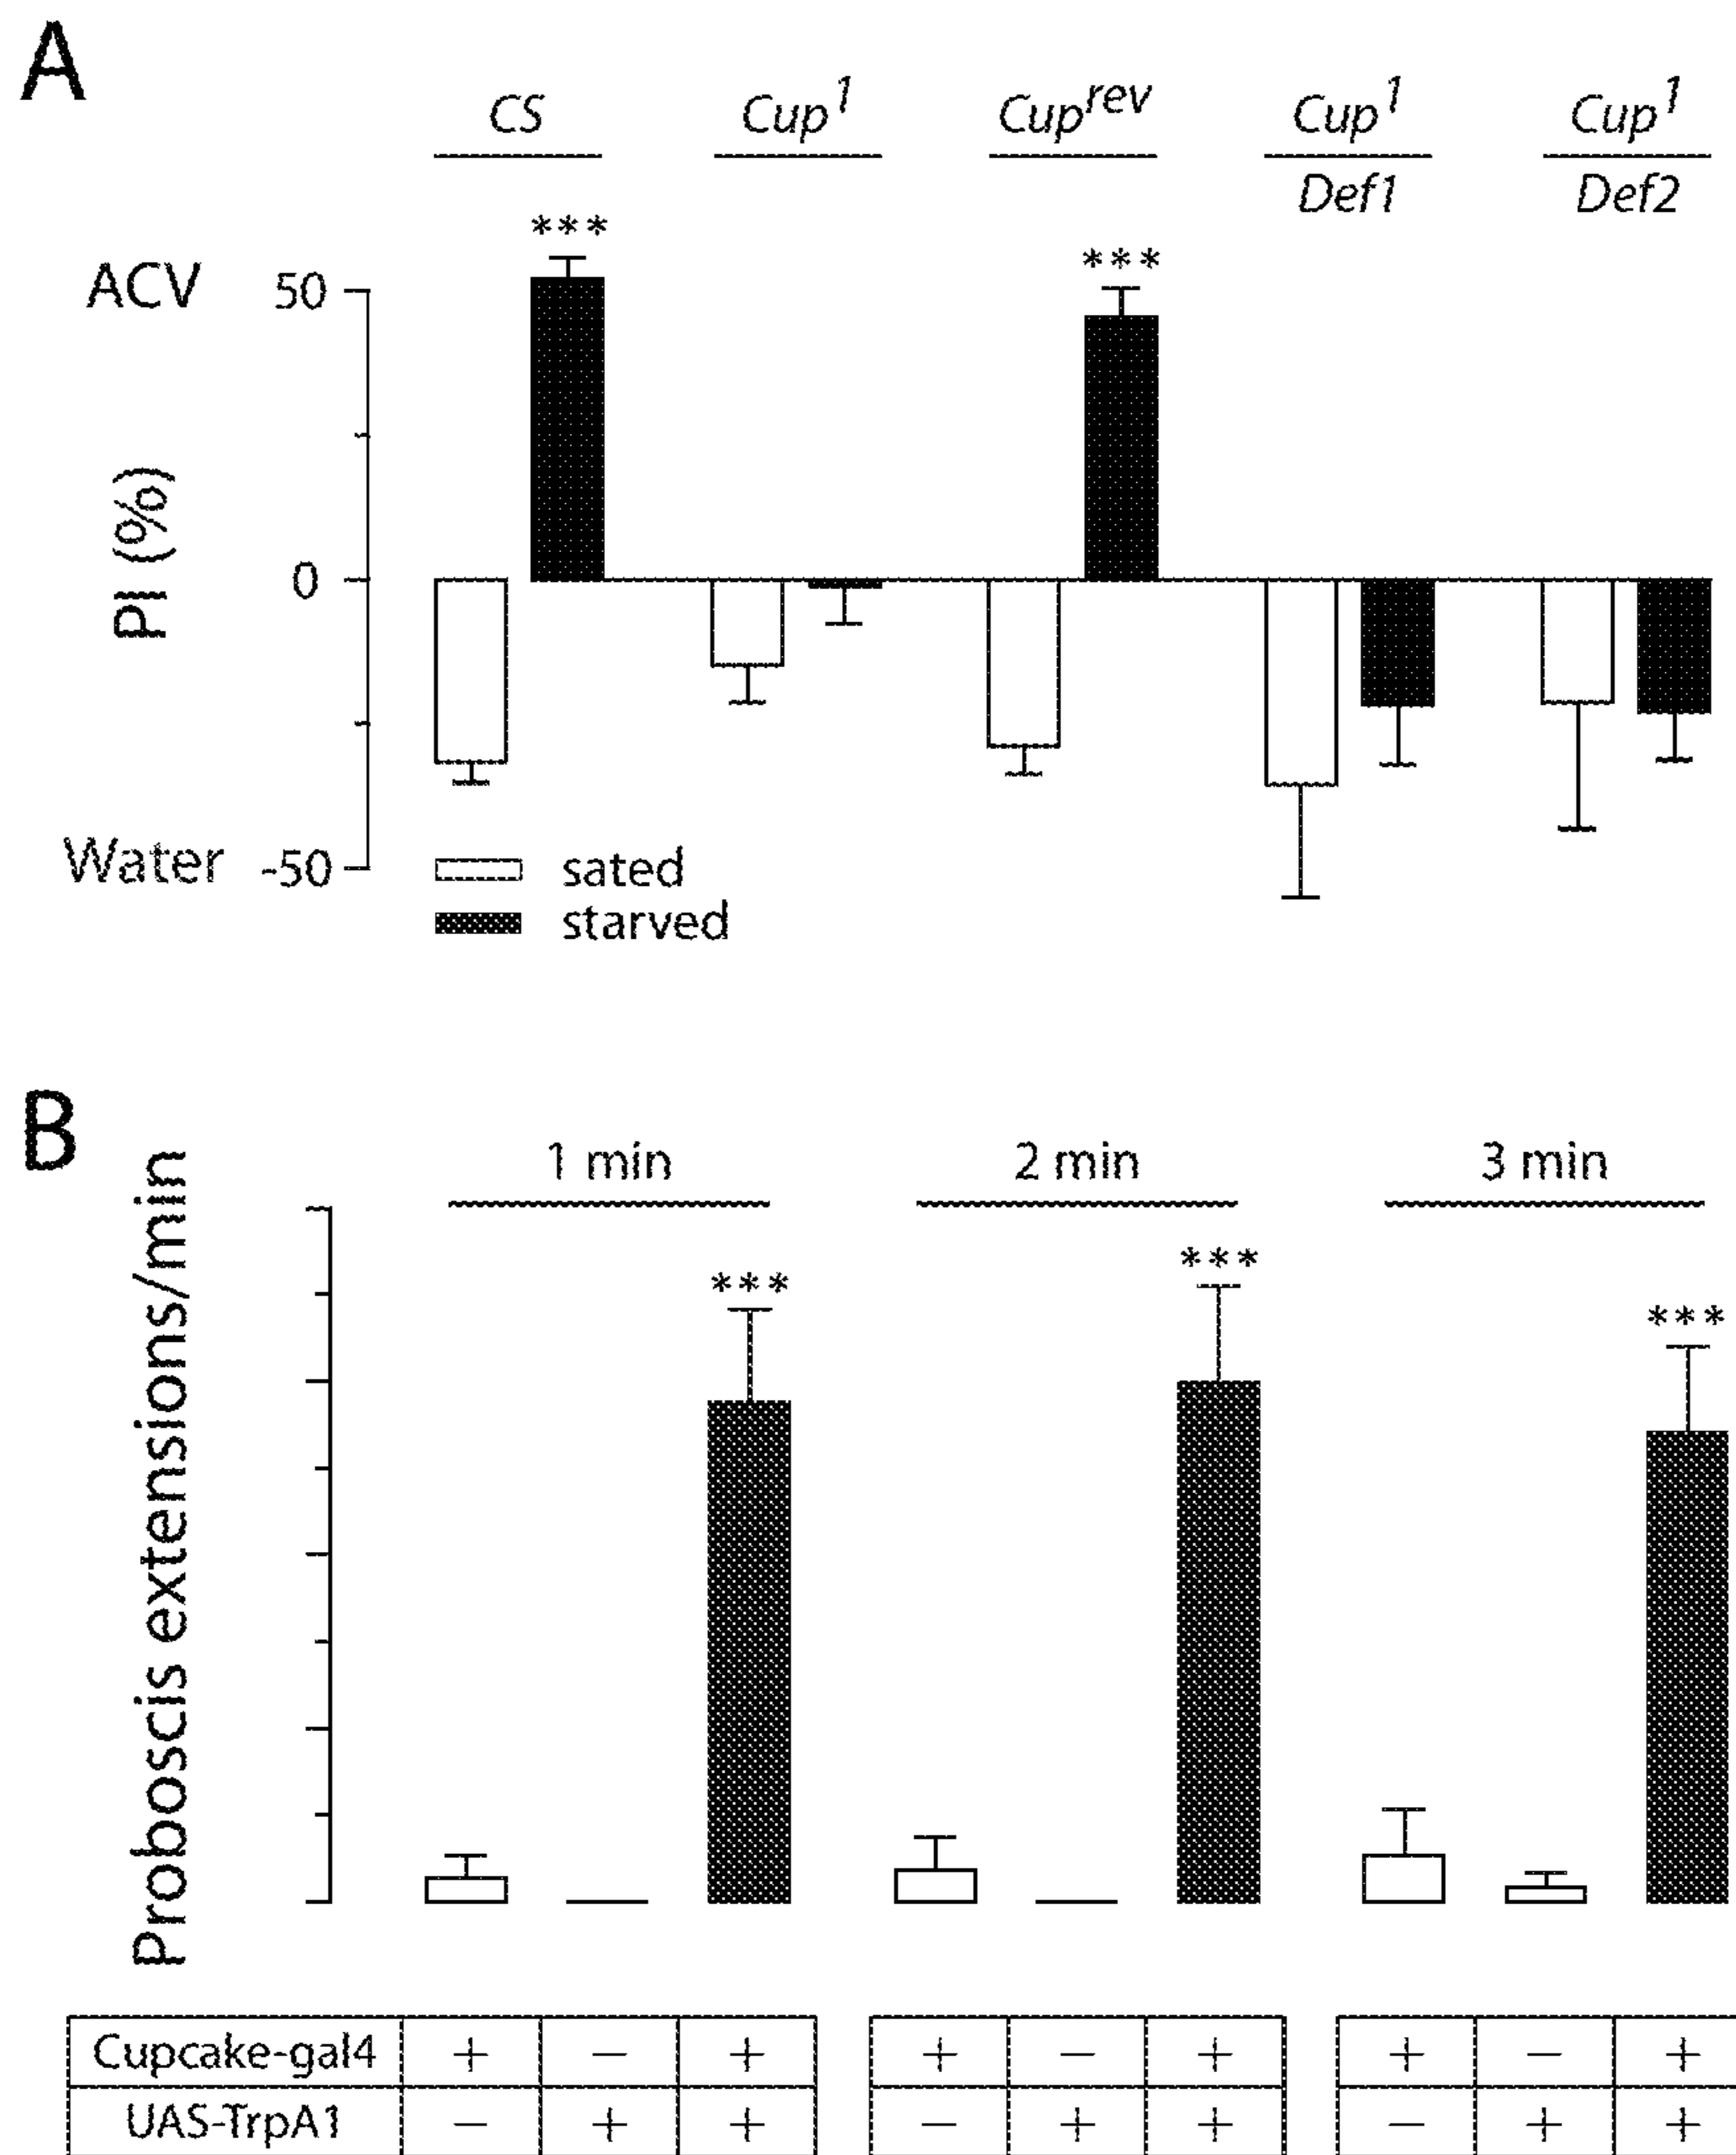 A
CS Cup1 Cuprev Cup1 Cup1
Def1 Def2
*** ***
ACV 50
PI (%)
0
Water -50
sated
starved
B
1 min 2 min 3 min
*** *** ***
Proboscis extensions/min
Cupcake-gal4 + − + + − + + − +
UAS-TrpA1 − + + − + + − + +